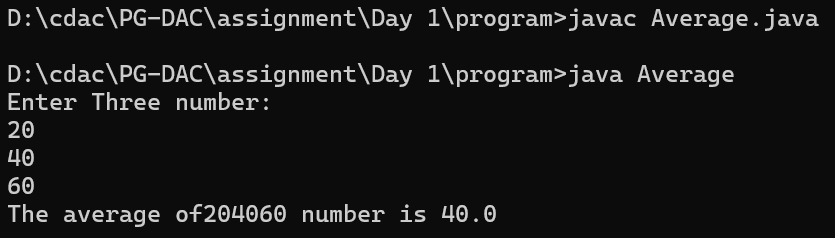 D:\cdac\PG-DAC\assignment\Day 1\program>javac Average.java
D:\cdac\PG-DAC\assignment\Day 1\program>java Average
Enter Three number:
20
40
60
The average of204060 number is 40.0